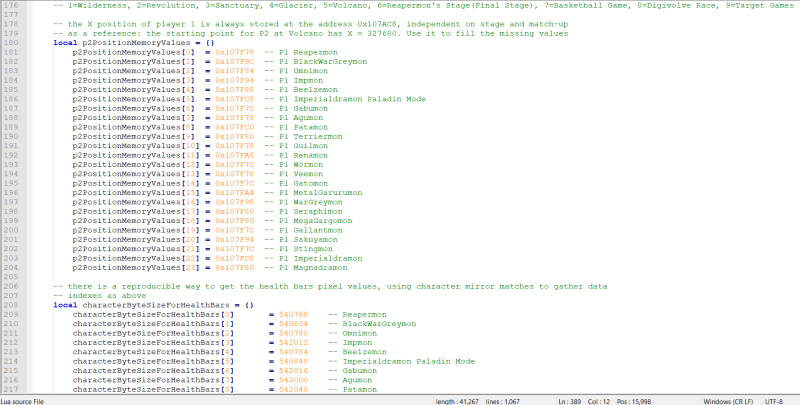 176 -- 1=Wilderness, 2=Revolution, 3=Sanctuary, 4=Glacier, 5=Volcano, 6=Reapermon's Stage(Final Stage), 7=Basketball Game, 8=Digivolve Race, 9=Target Games
177
178 -- the X position of player 1 is always stored at the address 0x107AC8, independent on stage and match-up
179 -- as a reference: the starting point for P2 at Volcano has X = 327680. Use it to fill the missing values
180 local p2PositionMemoryValues = {}
181 p2PositionMemoryValues[0] = 0x107F78 -- P1 Reapermon
182 p2PositionMemoryValues[1] = 0x107F9C -- P1 BlackWarGreymon
183 p2PositionMemoryValues[2] = 0x107F84 -- P1 Omnimon
184 p2PositionMemoryValues[3] = 0x107F94 -- P1 Impmon
185 p2PositionMemoryValues[4] = 0x107F88 -- P1 Beelzemon
186 p2PositionMemoryValues[5] = 0x107FC8 -- P1 Imperialdramon Paladin Mode
187 p2PositionMemoryValues[6] = 0x107F7C -- P1 Gabumon
188 p2PositionMemoryValues[7] = 0x107F78 -- P1 Agumon
189 p2PositionMemoryValues[8] = 0x107FC0 -- P1 Patamon
190 p2PositionMemoryValues[9] = 0x107F80 -- P1 Terriermon
191 p2PositionMemoryValues[10] = 0x107F78 -- P1 Guilmon
192 p2PositionMemoryValues[11] = 0x107FA8 -- P1 Renamon
193 p2PositionMemoryValues[12] = 0x107F7C -- P1 Wormon
194 p2PositionMemoryValues[13] = 0x107F78 -- P1 Veemon
195 p2PositionMemoryValues[14] = 0x107F7C -- P1 Gatomon
196 p2PositionMemoryValues[15] = 0x107FA4 -- P1 MetalGarurumon
197 p2PositionMemoryValues[16] = 0x107F98 -- P1 WarGreymon
198 p2PositionMemoryValues[17] = 0x107F80 -- P1 Seraphimon
199 p2PositionMemoryValues[18] = 0x107F80 -- P1 MegaGargomon
200 p2PositionMemoryValues[19] = 0x107F7C -- P1 Gallantmon
201 p2PositionMemoryValues[20] = 0x107F94 -- P1 Sakuyamon
202 p2PositionMemoryValues[21] = 0x107F7C -- P1 Stingmon
203 p2PositionMemoryValues[22] = 0x107FC8 -- P1 Imperialdramon
204 p2PositionMemoryValues[23] = 0x107F80 -- P1 Magnadramon
205
206 -- there is a reproducible way to get the health bars pixel values, using character mirror matches to gather data
207 -- indexes as above
208 local characterByteSizeForHealthBars = {}
209 characterByteSizeForHealthBars[0] = 540768 -- Reapermon
210 characterByteSizeForHealthBars[1] = 540804 -- BlackWarGreymon
211 characterByteSizeForHealthBars[2] = 540780 -- Omnimon
212 characterByteSizeForHealthBars[3] = 542012 -- Impmon
213 characterByteSizeForHealthBars[4] = 540784 -- Beelzemon
214 characterByteSizeForHealthBars[5] = 540848 -- Imperialdramon Paladin Mode
215 characterByteSizeForHealthBars[6] = 542016 -- Gabumon
216 characterByteSizeForHealthBars[7] = 542000 -- Agumon
217 characterByteSizeForHealthBars[8] = 542048 -- Patamon
Lua source File length : 41,267 lines : 1,067 Ln : 389 Col : 12 Pos : 15,998 Windows (CR LF) UTF-8